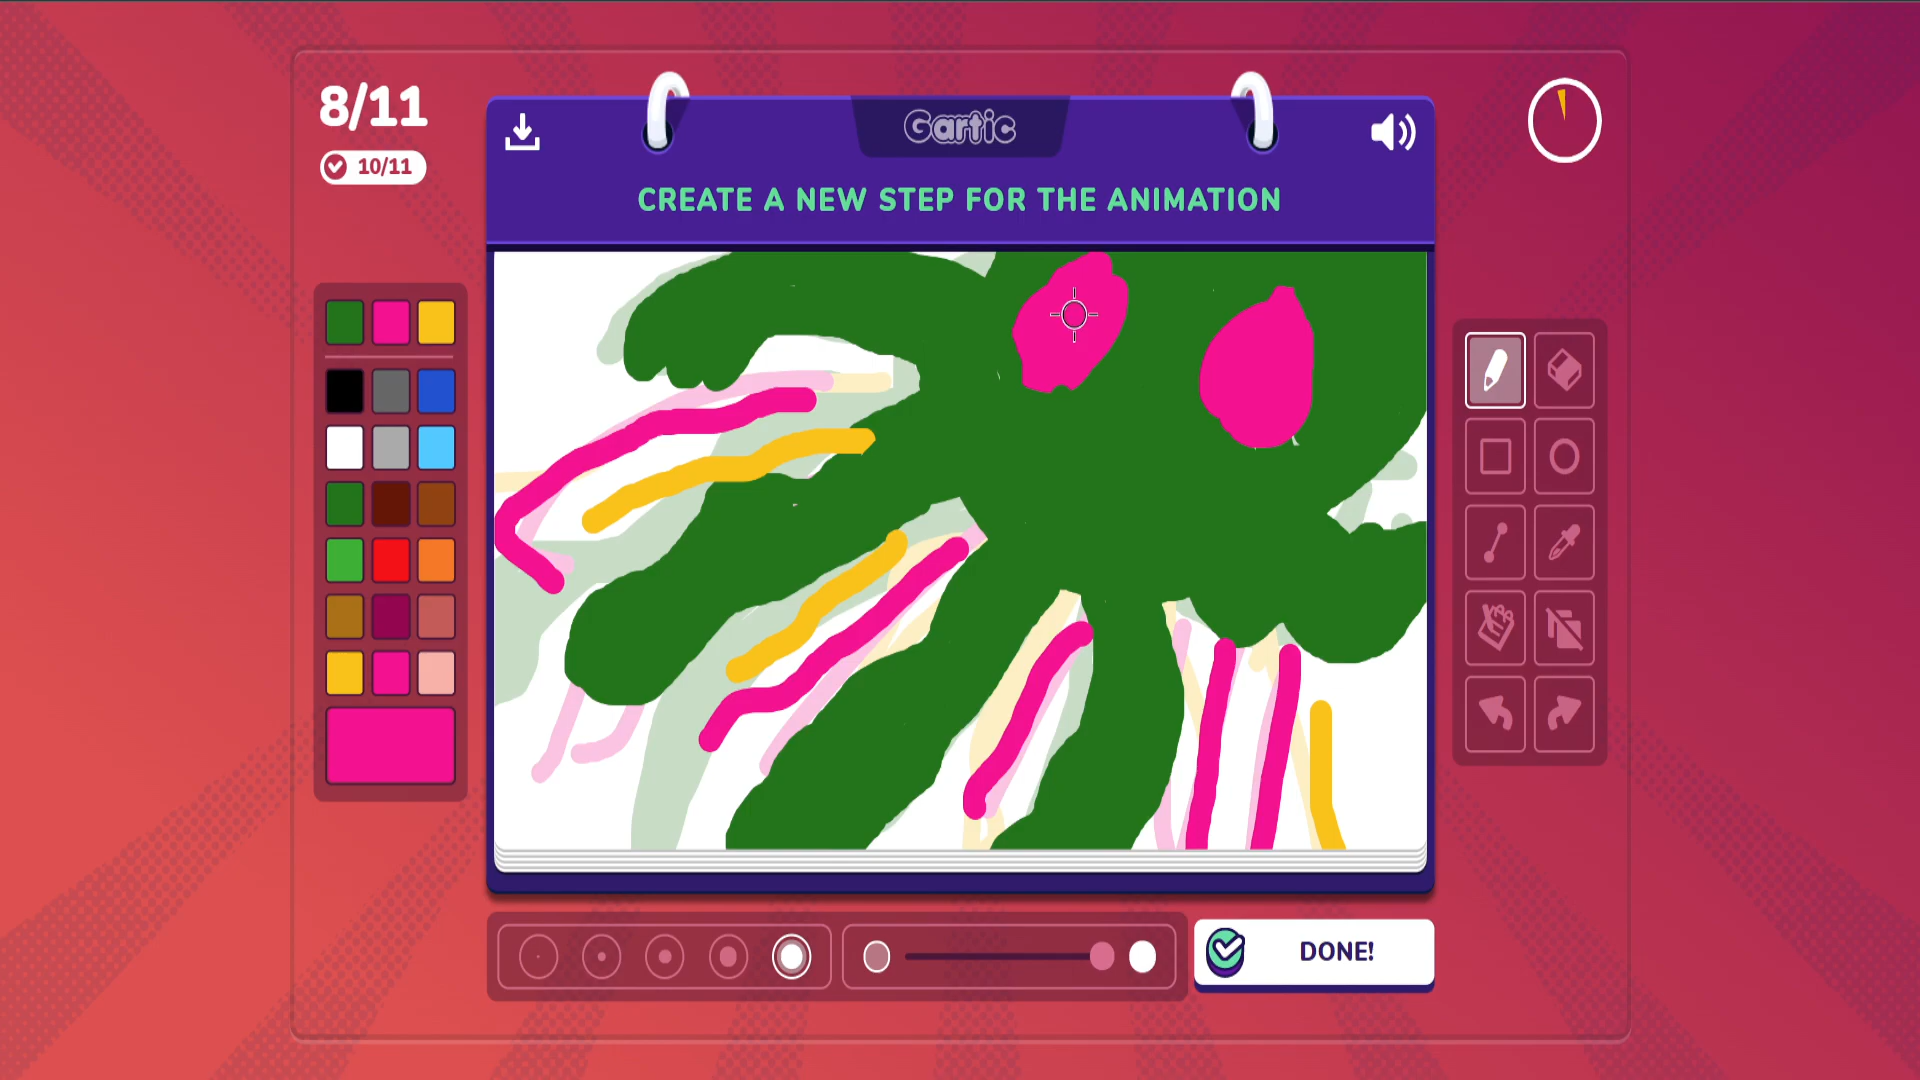 8/11
10/11
Gartic
CREATE A NEW STEP FOR THE ANIMATION
DONE!